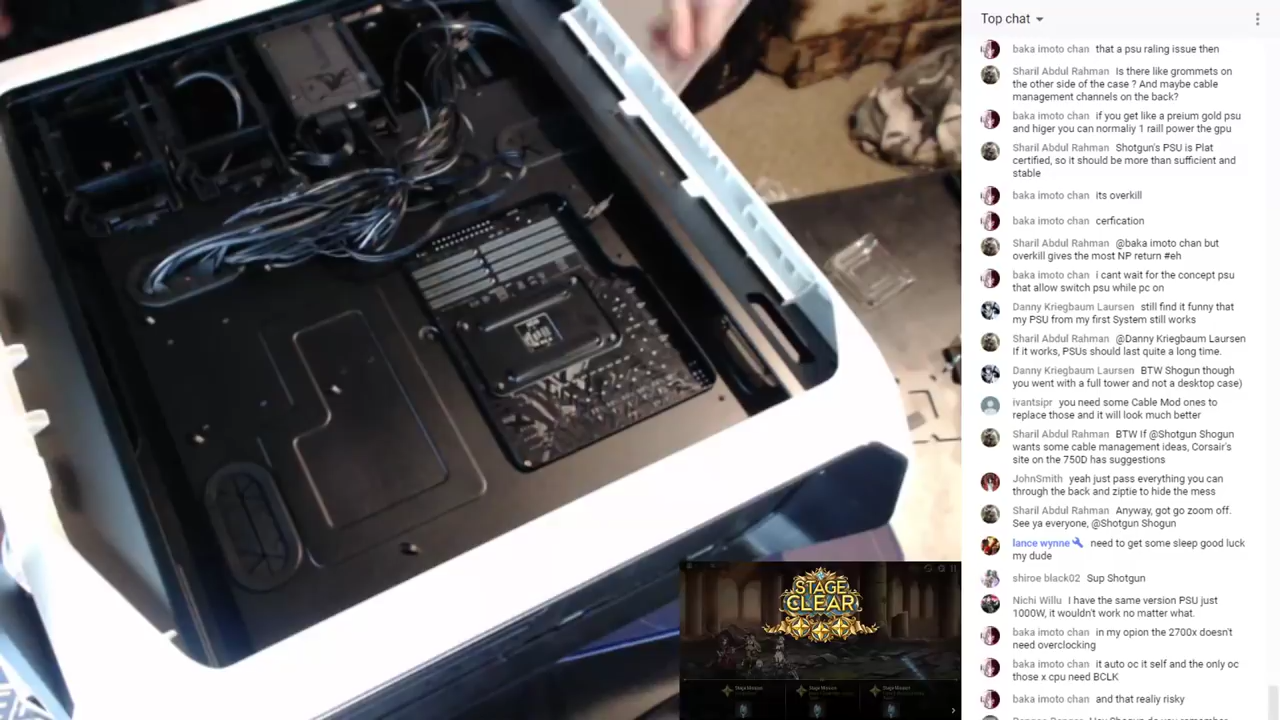 Top chat
baka imoto chan that a psu raling issue then
Sharil Abdul Rahman Is there like grommets on
the other side of the case ? And maybe cable
management channels on the back?
baka imoto chan if you get like a preium gold psu
and higer you can normaliy 1 raill power the gpu
Sharil Abdul Rahman Shotgun's PSU is Plat
certified, so it should be more than sufficient and
stable
baka imoto chan its overkill
baka imoto chan cerfication
Sharil Abdul Rahman @baka imoto chan but
overkill gives the most NP return #eh
baka imoto chan i cant wait for the concept psu
that allow switch psu while pc on
Danny Kriegbaum Laursen still find it funny that
my PSU from my first System still works
Sharil Abdul Rahman @Danny Kriegbaum Laursen
If it works, PSUs should last quite a long time.
Danny Kriegbaum Laursen BTW Shotgun though
you went with a full tower and not a desktop case)
ivantsipr you need some Cable Mod ones to
replace those and it will look much better
Sharil Abdul Rahman BTW If @Shotgun Shogun
wants some cable management ideas, Corsair's
site on the 750D has suggestions
JohnSmith yeah just pass everything you can
through the back and ziptie to hide the mess
Sharil Abdul Rahman Anyway, got go zoom off.
See ya everyone, @Shotgun Shogun
lance wynne need to get some sleep good luck
my dude
shiroe black02 Sup Shotgun
Nichi Willu I have the same version PSU just
1000W, it wouldn't work no matter what.
baka imoto chan in my opion the 2700x doesn't
need overclocking
baka imoto chan it auto oc it self and the only oc
those x cpu need BCLK
baka imoto chan and that realiy risky
STAGE
CLEAR